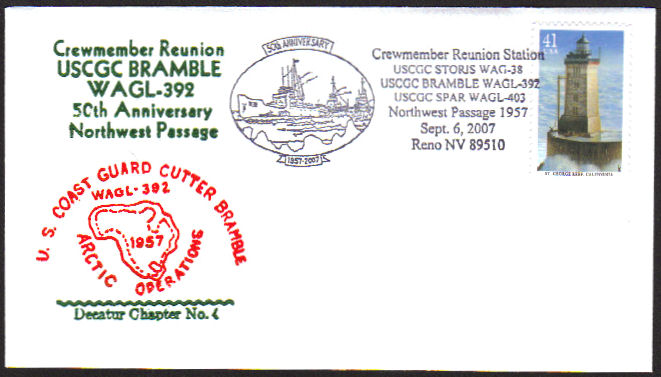 Crewmember Reunion
USCGC BRAMBLE
WAGL-392
50th Anniversary
Northwest Passage
50th ANNIVERSARY
1957-2007
Crewmember Reunion Station
USCGC STORIS WAG-38
USCGC BRAMBLE WAGL-392
USCGC SPAR WAGL-403
Northwest Passage 1957
Sept. 6, 2007
Reno NV 89510
41
USA
ST. GEORGE REEF, CALIFORNIA
U. S. COAST GUARD CUTTER BRAMBLE
WAGL-392
1957
ARCTIC OPERATIONS
Decatur Chapter No. 4